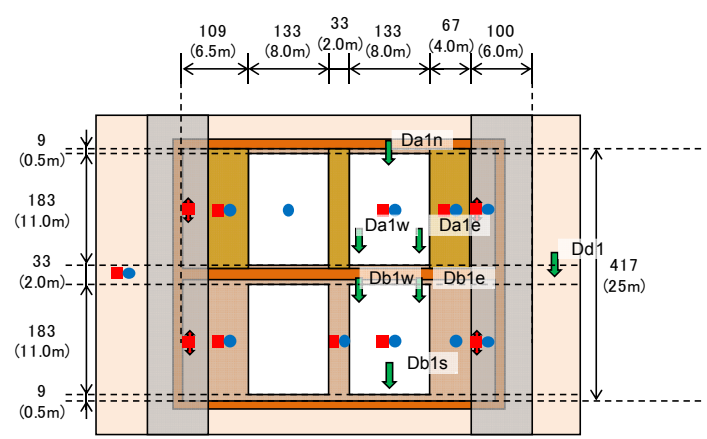 33
109 133 133 67 100
(6.5m) (8.0m) (2.0m) (8.0m) (4.0m) (6.0m)
9
(0.5m)
Da1n
183
(11.0m)
Da1w Da1e
Dd1
33
(2.0m)
Db1w Db1e
417
(25m)
183
(11.0m)
Db1s
9
(0.5m)